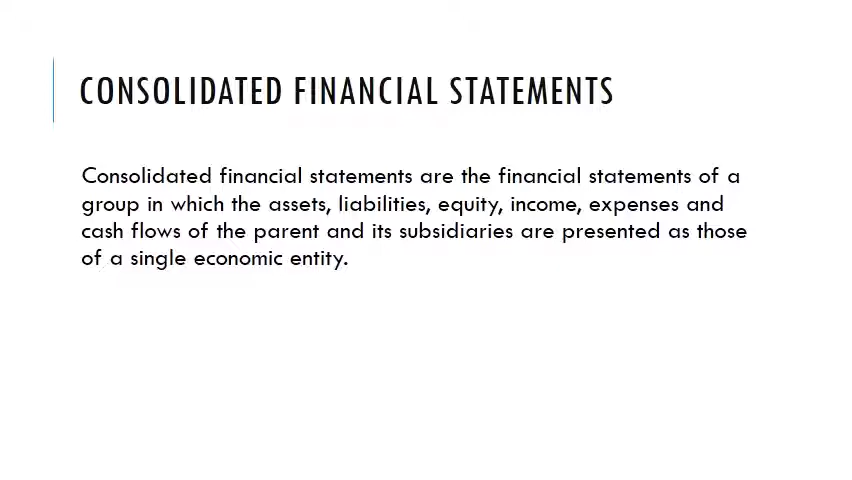 CONSOLIDATED FINANCIAL STATEMENTS
Consolidated financial statements are the financial statements of a
group in which the assets, liabilities, equity, income, expenses and
cash flows of the parent and its subsidiaries are presented as those
of a single economic entity.